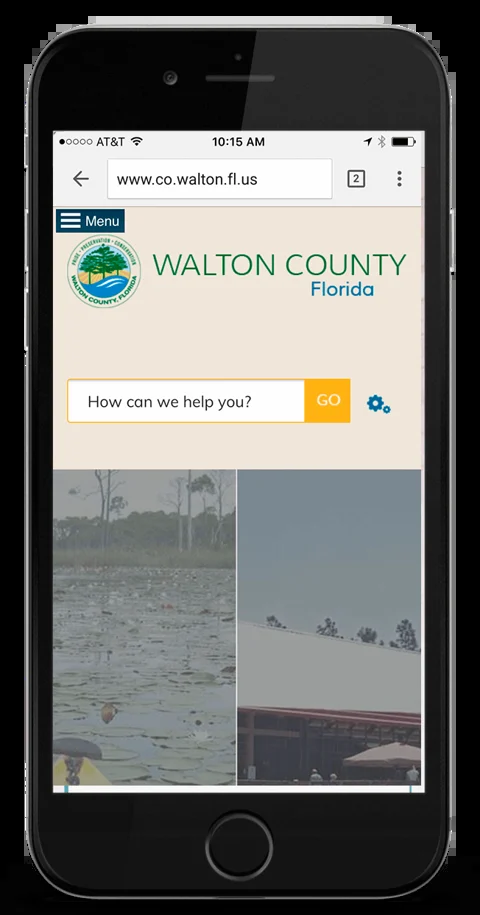 AT&T 10:15 AM
www.co.walton.fl.us 2
Menu
PRIDE • PRESERVATION • CONSERVATION
WALTON COUNTY, FLORIDA
WALTON COUNTY
Florida
How can we help you? GO